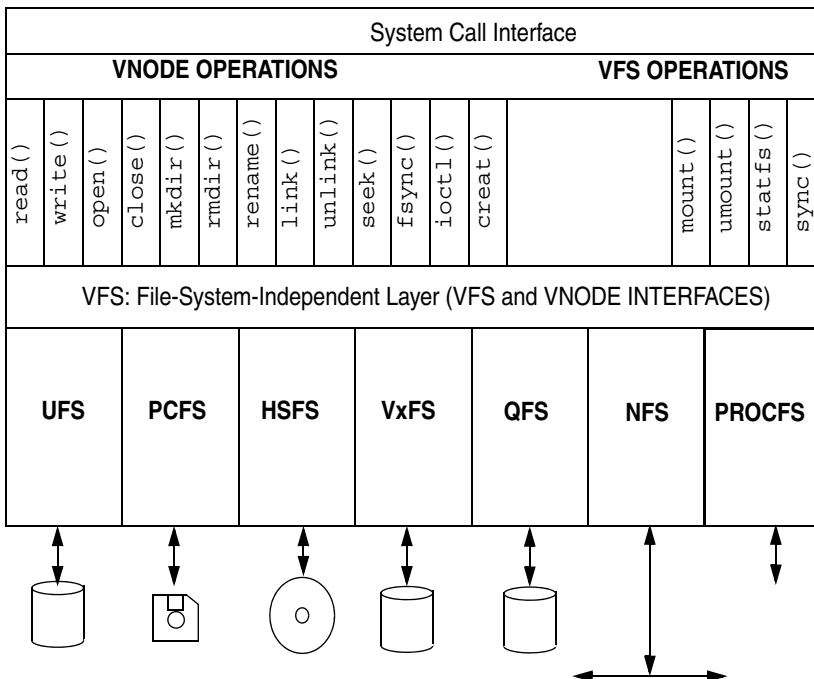 System Call Interface
VNODE OPERATIONS
VFS OPERATIONS
read()
write()
open()
close()
mkdir()
rmdir()
rename()
link()
unlink()
seek()
fsync()
ioctl()
creat()
mount()
umount()
statfs()
sync()
VFS: File-System-Independent Layer (VFS and VNODE INTERFACES)
UFS
PCFS
HSFS
VxFS
QFS
NFS
PROCFS